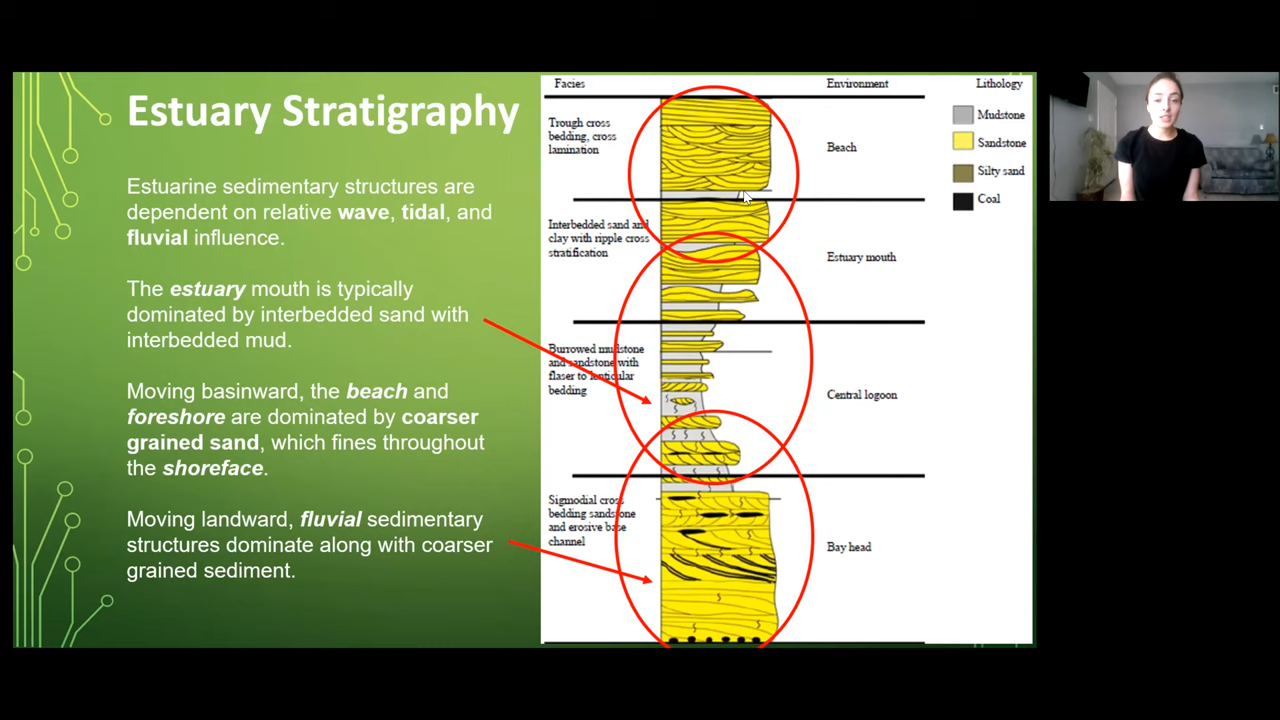 Estuary Stratigraphy
Estuarine sedimentary structures are
dependent on relative wave, tidal, and
fluvial influence.
The estuary mouth is typically
dominated by interbedded sand with
interbedded mud.
Moving basinward, the beach and
foreshore are dominated by coarser
grained sand, which fines throughout
the shoreface.
Moving landward, fluvial sedimentary
structures dominate along with coarser
grained sediment.
Facies
Environment
Lithology
Trough cross
bedding, cross
lamination
Beach
Interbedded sand and
clay with ripple cross
stratification
Estuary mouth
Burrowed mudstone
and sandstone with
flaser to lenticular
bedding
Central logoon
Sigmodial cross
bedding sandstone
and erosive base
channel
Bay head
Mudstone
Sandstone
Silty sand
Coal